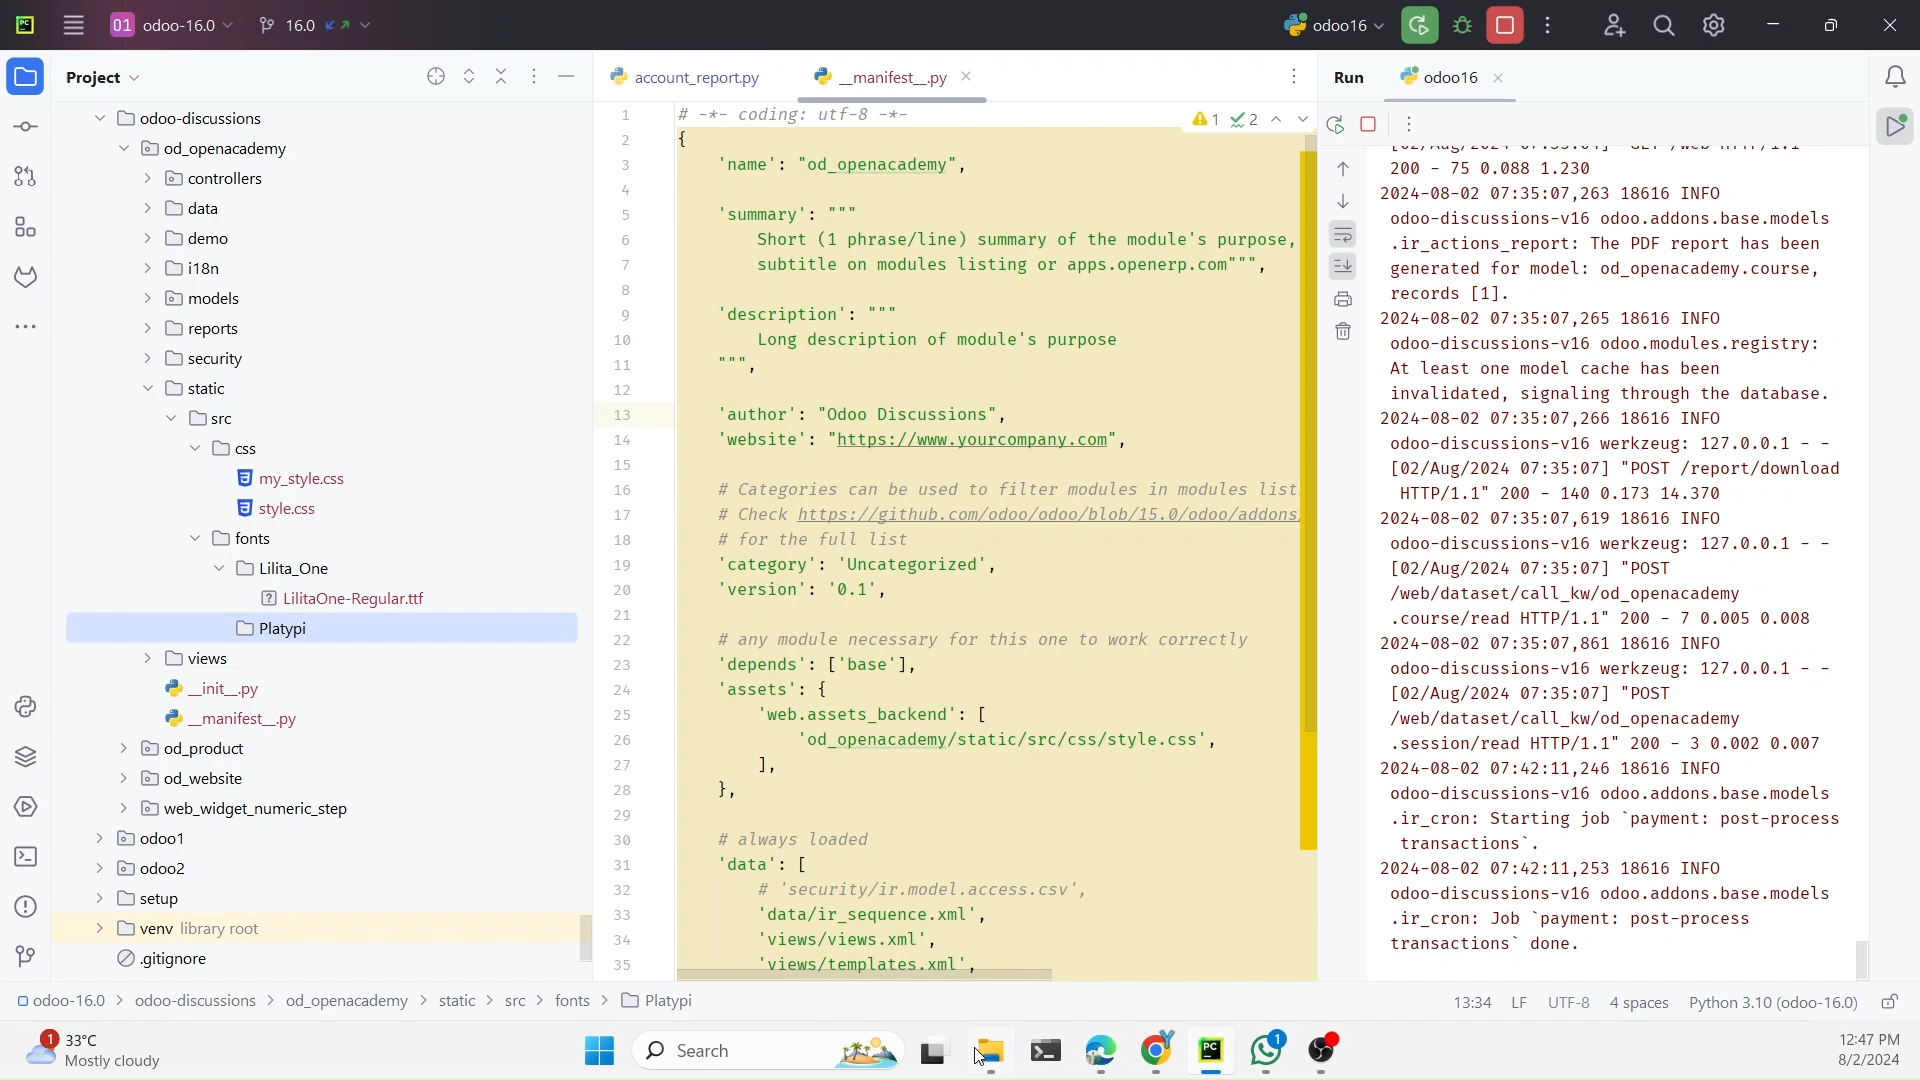 01 odoo-16.0 16.0 odoo16
Project
account_report.py __manifest__.py
Run odoo16
odoo-discussions
od_openacademy
controllers
data
demo
i18n
models
reports
security
static
src
css
my_style.css
style.css
fonts
Lilita_One
LilitaOne-Regular.ttf
Platypi
views
__init__.py
__manifest__.py
od_product
od_website
web_widget_numeric_step
odoo1
odoo2
setup
venv library root
.gitignore
1 # -*- coding: utf-8 -*-
2 {
3 'name': "od_openacademy",
4
5 'summary': """
6 Short (1 phrase/line) summary of the module's purpose,
7 subtitle on modules listing or apps.openerp.com""",
8
9 'description': """
10 Long description of module's purpose
11 """,
12
13 'author': "Odoo Discussions",
14 'website': "https://www.yourcompany.com",
15
16 # Categories can be used to filter modules in modules list
17 # Check https://github.com/odoo/odoo/blob/15.0/odoo/addons/
18 # for the full list
19 'category': 'Uncategorized',
20 'version': '0.1',
21
22 # any module necessary for this one to work correctly
23 'depends': ['base'],
24 'assets': {
25 'web.assets_backend': [
26 'od_openacademy/static/src/css/style.css',
27 ],
28 },
29
30 # always loaded
31 'data': [
32 # 'security/ir.model.access.csv',
33 'data/ir_sequence.xml',
34 'views/views.xml',
35 'views/templates.xml',
1 2
200 - 75 0.088 1.230
2024-08-02 07:35:07,263 18616 INFO
odoo-discussions-v16 odoo.addons.base.models
.ir_actions_report: The PDF report has been
generated for model: od_openacademy.course,
records [1].
2024-08-02 07:35:07,265 18616 INFO
odoo-discussions-v16 odoo.modules.registry:
At least one model cache has been
invalidated, signaling through the database.
2024-08-02 07:35:07,266 18616 INFO
odoo-discussions-v16 werkzeug: 127.0.0.1 - -
[02/Aug/2024 07:35:07] "POST /report/download
HTTP/1.1" 200 - 140 0.173 14.370
2024-08-02 07:35:07,619 18616 INFO
odoo-discussions-v16 werkzeug: 127.0.0.1 - -
[02/Aug/2024 07:35:07] "POST
/web/dataset/call_kw/od_openacademy
.course/read HTTP/1.1" 200 - 7 0.005 0.008
2024-08-02 07:35:07,861 18616 INFO
odoo-discussions-v16 werkzeug: 127.0.0.1 - -
[02/Aug/2024 07:35:07] "POST
/web/dataset/call_kw/od_openacademy
.session/read HTTP/1.1" 200 - 3 0.002 0.007
2024-08-02 07:42:11,246 18616 INFO
odoo-discussions-v16 odoo.addons.base.models
.ir_cron: Starting job `payment: post-process
transactions`.
2024-08-02 07:42:11,253 18616 INFO
odoo-discussions-v16 odoo.addons.base.models
.ir_cron: Job `payment: post-process
transactions` done.
odoo-16.0 > odoo-discussions > od_openacademy > static > src > fonts > Platypi
13:34 LF UTF-8 4 spaces Python 3.10 (odoo-16.0)
1 33°C
Mostly cloudy
Search
PC
1
12:47 PM
8/2/2024